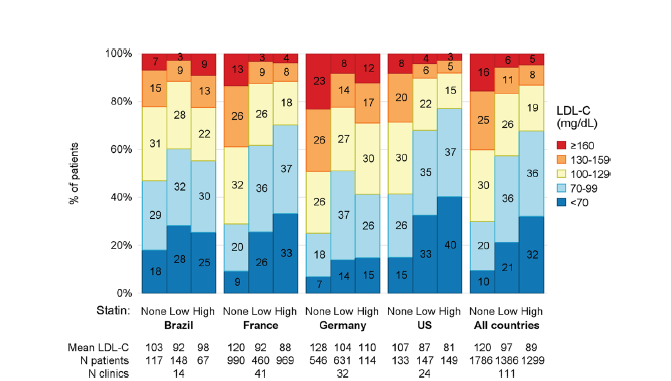 100%
80%
60%
40%
20%
0%
% of patients
7 3 9 13 3 4 23 8 12 8 4 3 16 6 5
15 9 13 26 9 8 26 14 17 20 6 5 25 11 8
31 28 22 32 26 18 26 27 30 30 22 15 30 26 19
29 32 30 20 36 37 18 37 26 26 35 37 20 36 36
18 28 25 9 26 33 7 14 15 15 33 40 10 21 32
LDL-C
(mg/dL)
≥160
130-159
100-129
70-99
<70
Statin: None Low High None Low High None Low High None Low High None Low High
Brazil France Germany US All countries
Mean LDL-C 103 92 98 120 92 88 128 104 110 107 87 81 120 97 89
N patients 117 148 67 990 460 969 546 631 114 133 147 149 1786 1386 1299
N clinics 14 41 32 24 111